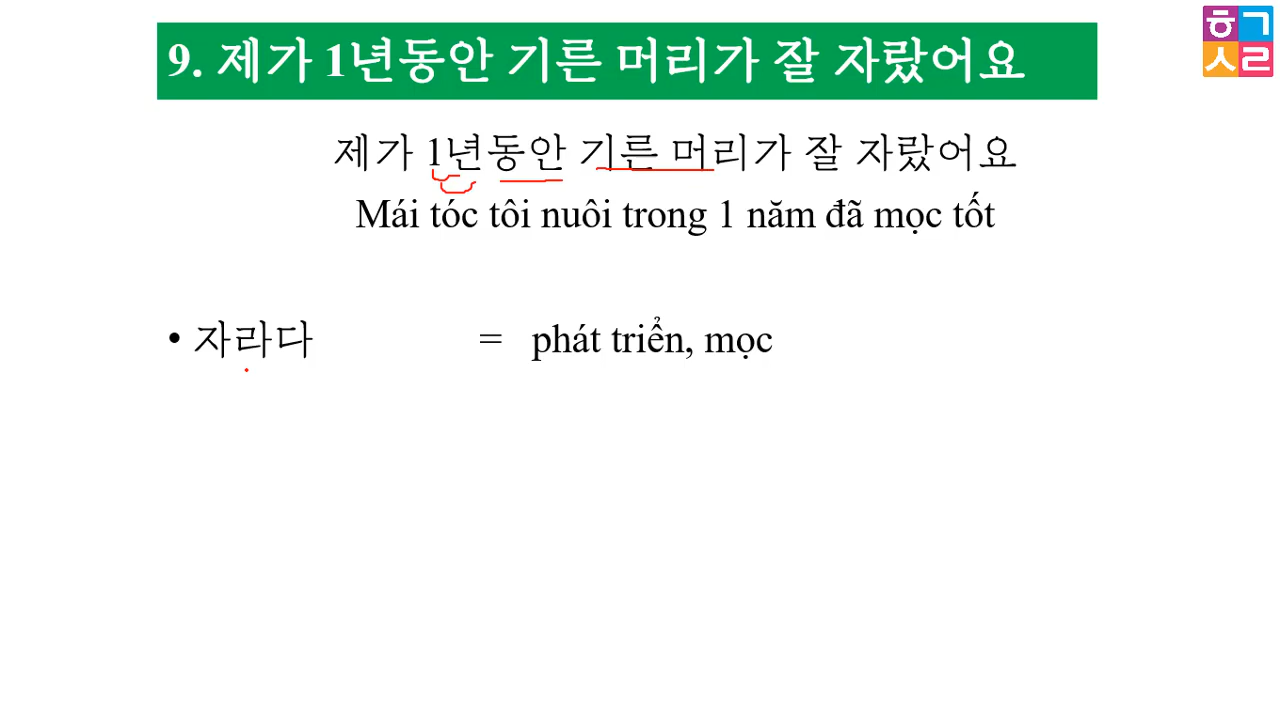 9. 제가 1년동안 기른 머리가 잘 자랐어요
ㅎㄱ
ㅅㄹ
제가 1년동안 기른 머리가 잘 자랐어요
Mái tóc tôi nuôi trong 1 năm đã mọc tốt
• 자라다 = phát triển, mọc